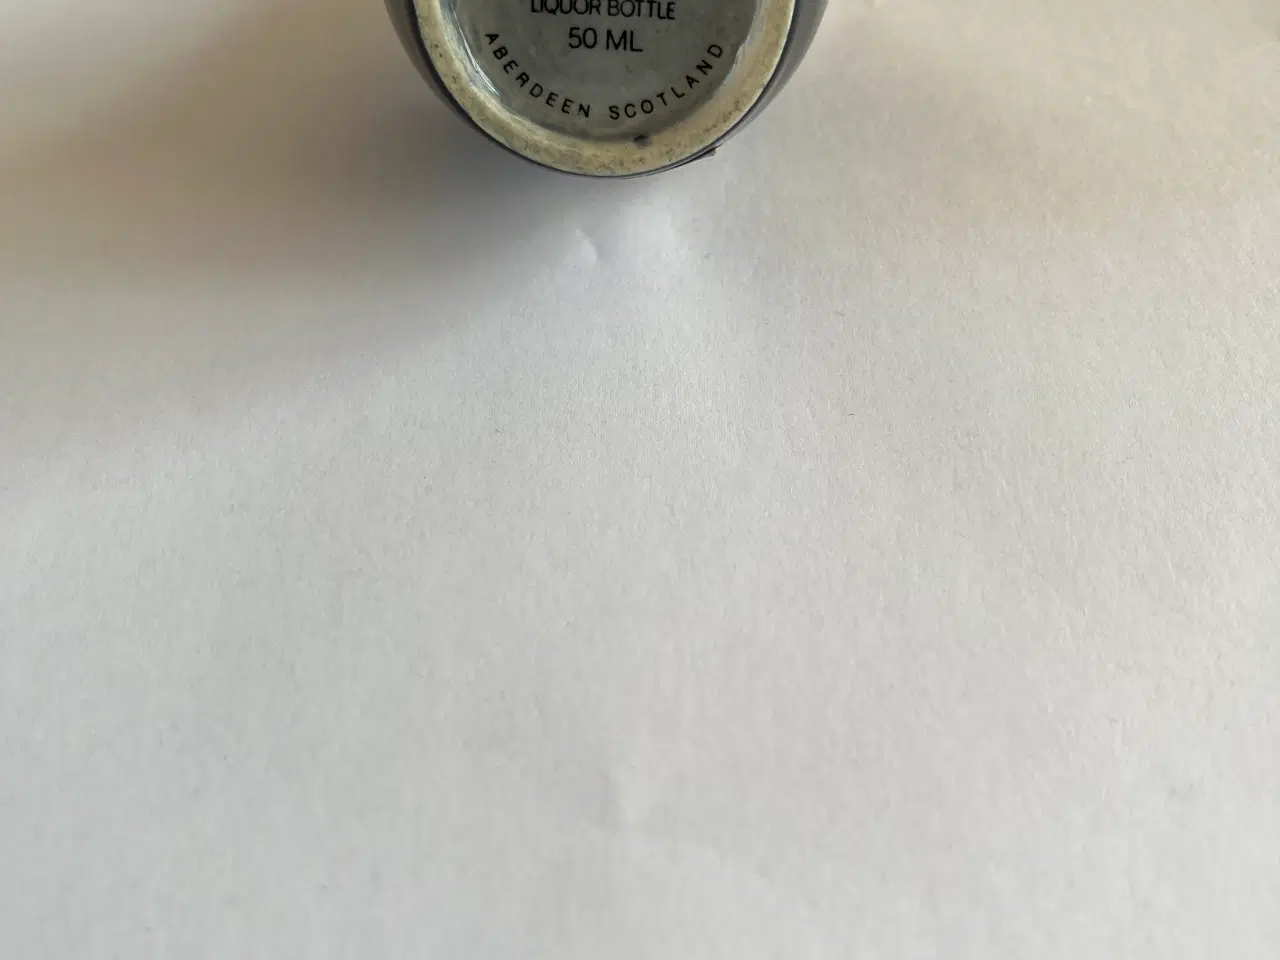 LIQUOR BOTTLE
50 ML
ABERDEEN SCOTLAND